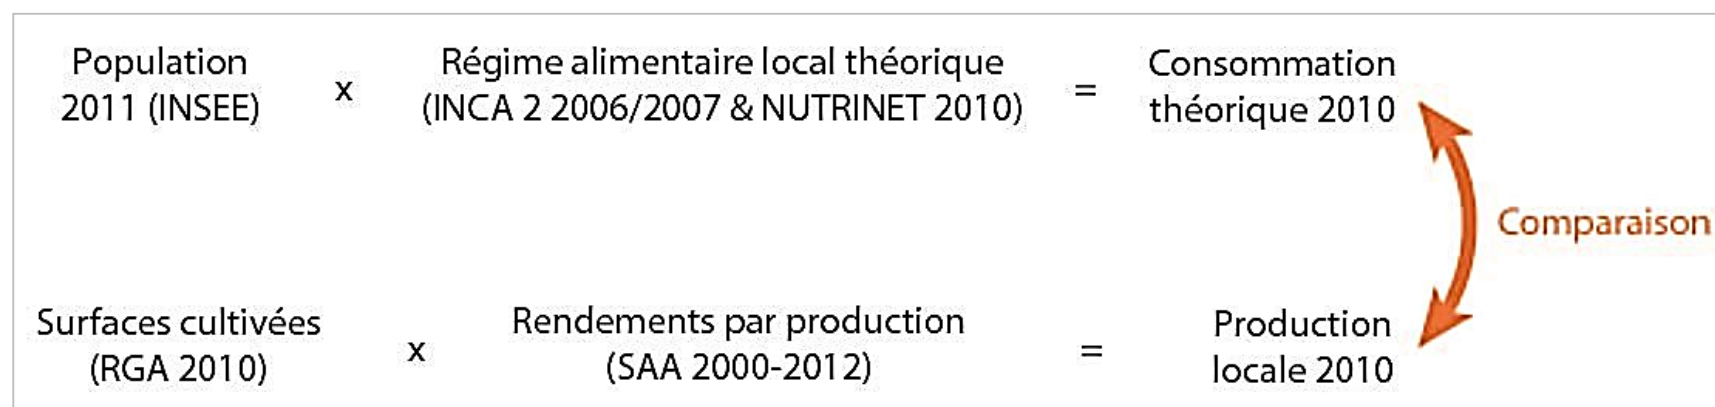 Population
2011 (INSEE)
x
Régime alimentaire local théorique
(INCA 2 2006/2007 & NUTRINET 2010)
=
Consommation
théorique 2010
Comparaison
Surfaces cultivées
(RGA 2010)
x
Rendements par production
(SAA 2000-2012)
=
Production
locale 2010